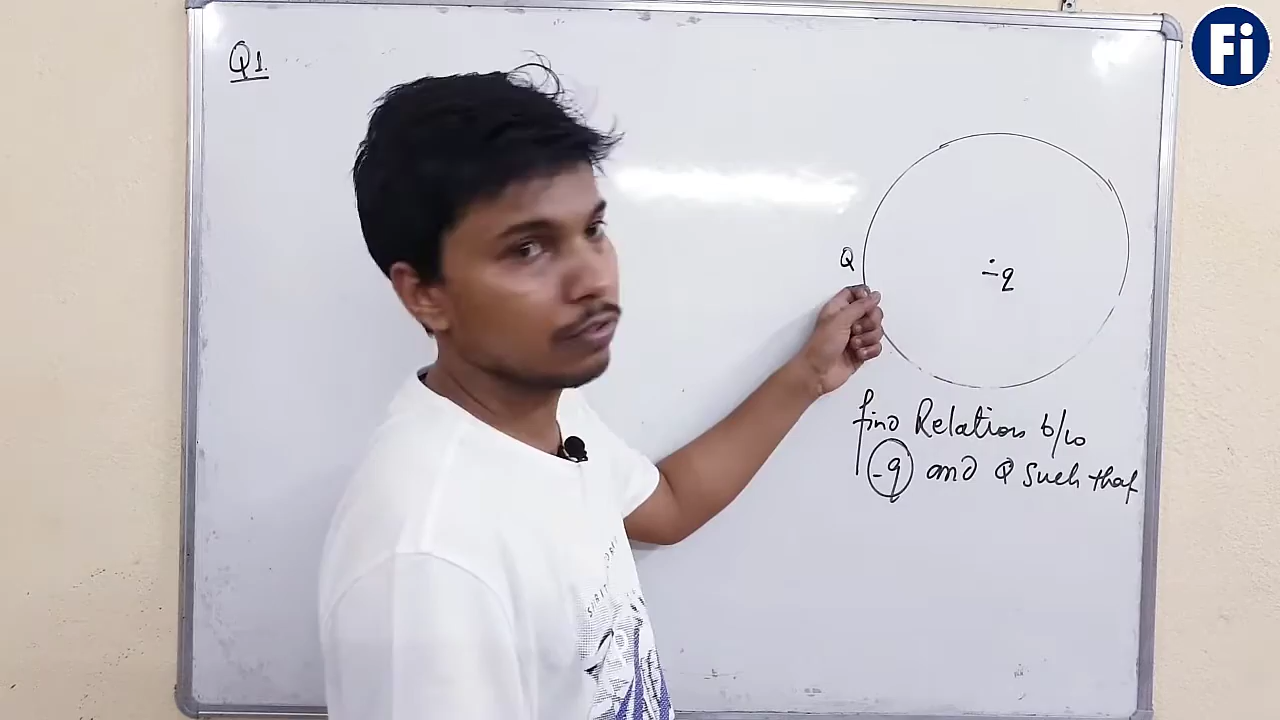 Q1.
Fi
Q
-q
find Relation b/w
-q and Q such that